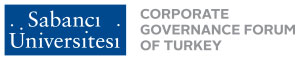 Sabancı
Üniversitesi
CORPORATE
GOVERNANCE FORUM
OF TURKEY